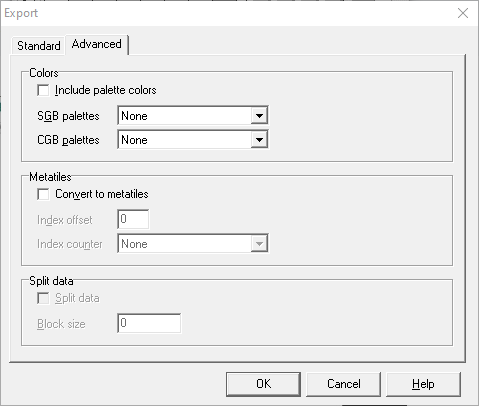 Export
Standard Advanced
Colors
Include palette colors
SGB palettes None
CGB palettes None
Metatiles
Convert to metatiles
Index offset 0
Index counter None
Split data
Split data
Block size 0
OK Cancel Help